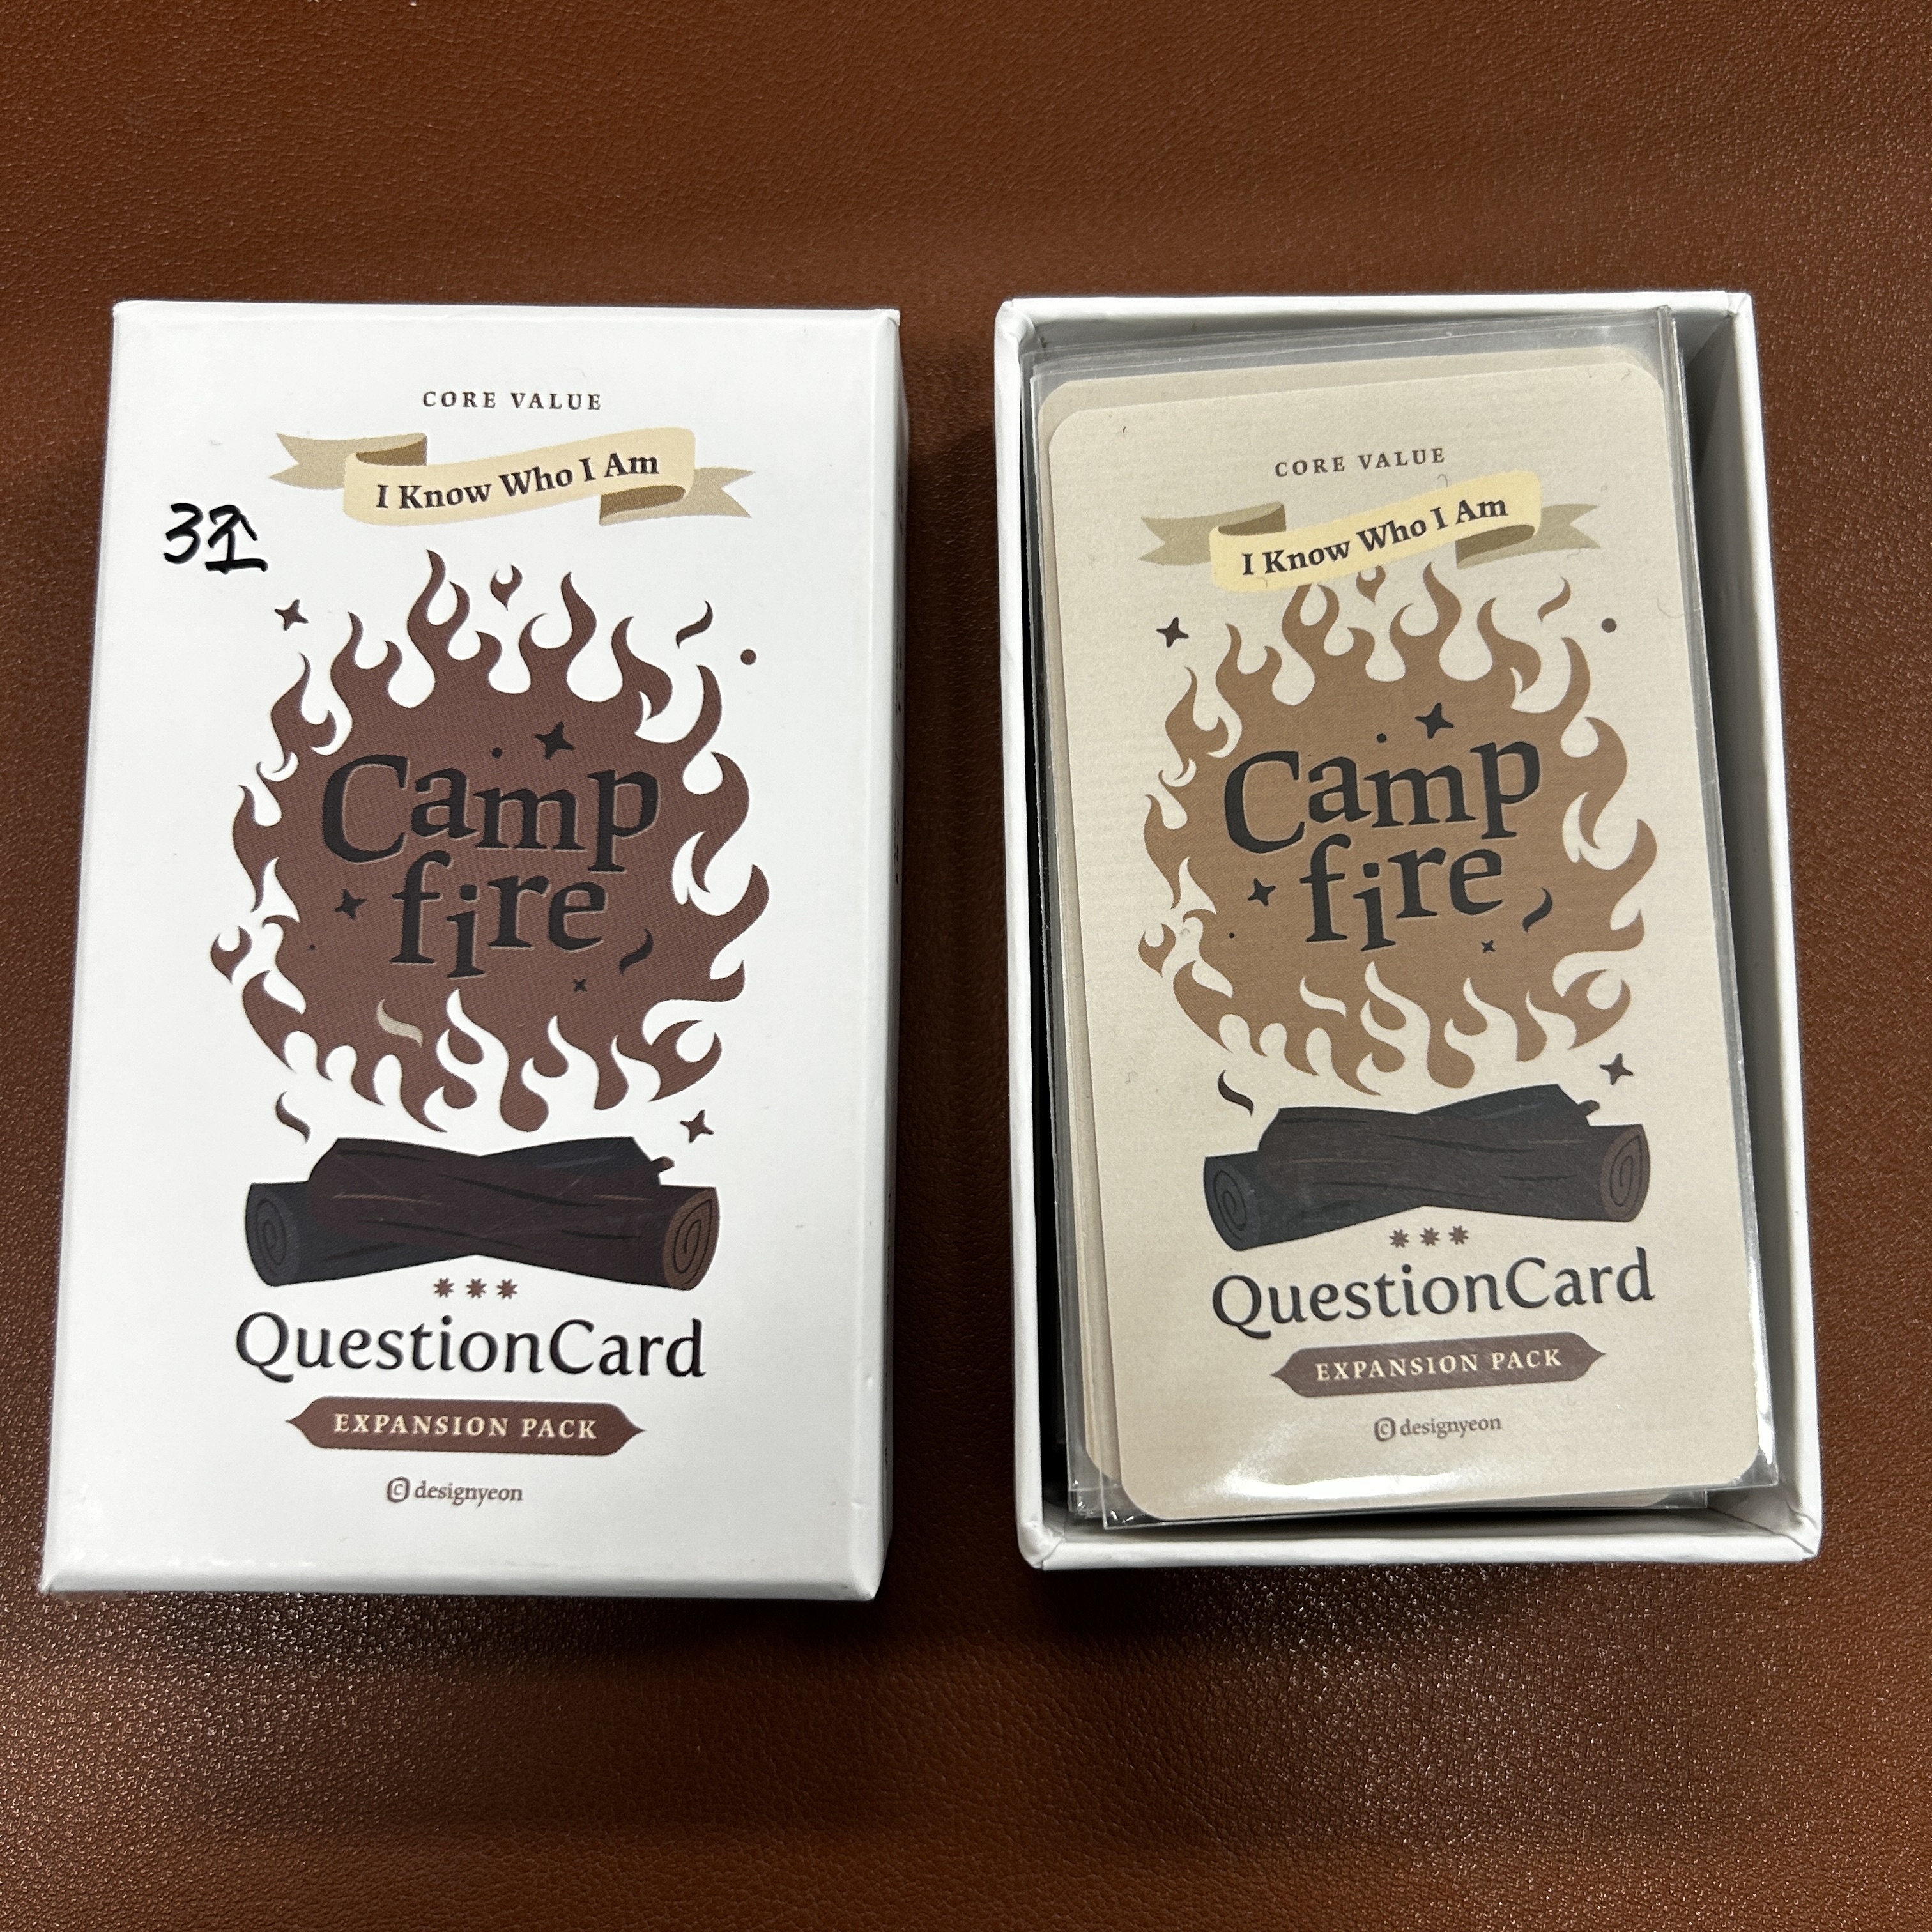 CORE VALUE
I Know Who I Am
3조
Camp
fire
QuestionCard
EXPANSION PACK
© designyeon
CORE VALUE
I Know Who I Am
Camp
fire
QuestionCard
EXPANSION PACK
© designyeon